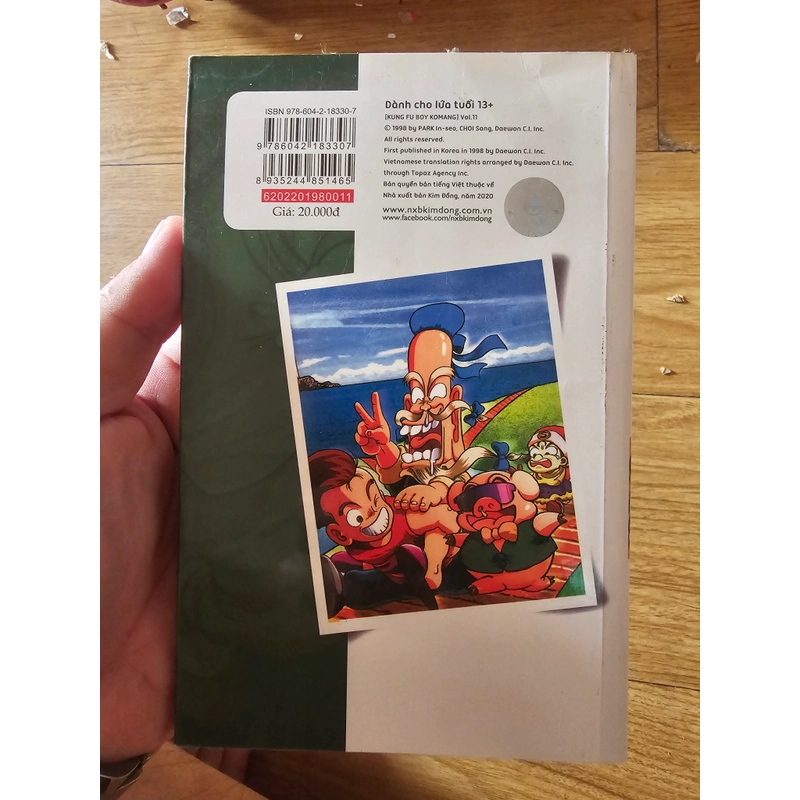 ISBN 978-604-2-18330-7
9 786042 183307
8 935244 851465
6202201980011
Giá: 20.000đ
Dành cho lứa tuổi 13+
[KUNG FU BOY KOMANG] Vol.11
© 1998 by PARK In-seo, CHOI Sang, Daewon C.I. Inc.
All rights reserved.
First published in Korea in 1998 by Daewon C.I. Inc.
Vietnamese translation rights arranged by Daewon C.I. Inc.
through Topaz Agency Inc.
Bản quyền bản tiếng Việt thuộc về
Nhà xuất bản Kim Đồng, năm 2020
www.nxbkimdong.com.vn
www.facebook.com/nxbkimdong